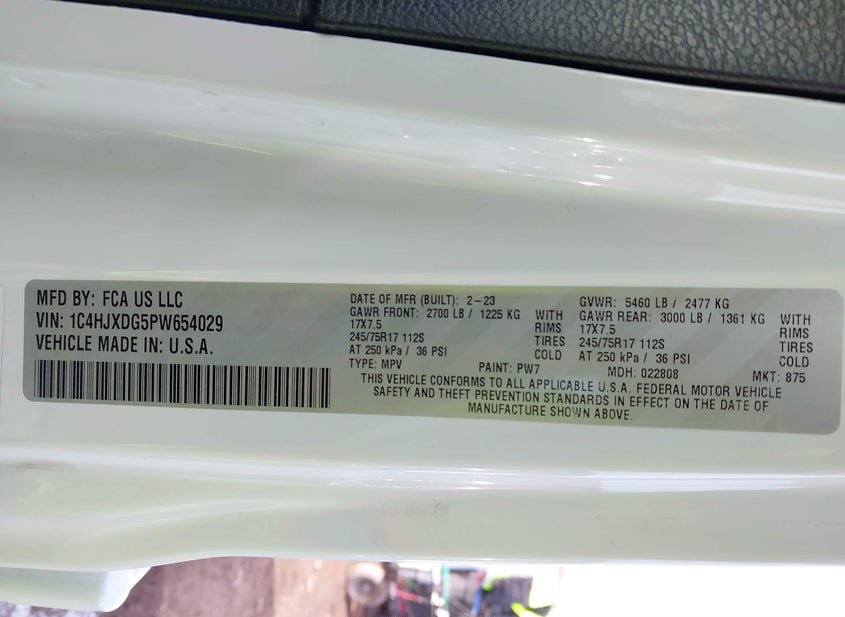 MFD BY: FCA US LLC
VIN: 1C4HJXDG5PW654029
VEHICLE MADE IN: U.S.A.
DATE OF MFR (BUILT): 2-23 GVWR: 5460 LB / 2477 KG
GAWR FRONT: 2700 LB / 1225 KG WITH GAWR REAR: 3000 LB / 1361 KG WITH
17X7.5 RIMS 17X7.5 RIMS
245/75R17 112S TIRES 245/75R17 112S TIRES
AT 250 kPa / 36 PSI COLD AT 250 kPa / 36 PSI COLD
TYPE: MPV PAINT: PW7 MDH: 022808 MKT: 875
THIS VEHICLE CONFORMS TO ALL APPLICABLE U.S.A. FEDERAL MOTOR VEHICLE
SAFETY AND THEFT PREVENTION STANDARDS IN EFFECT ON THE DATE OF
MANUFACTURE SHOWN ABOVE.